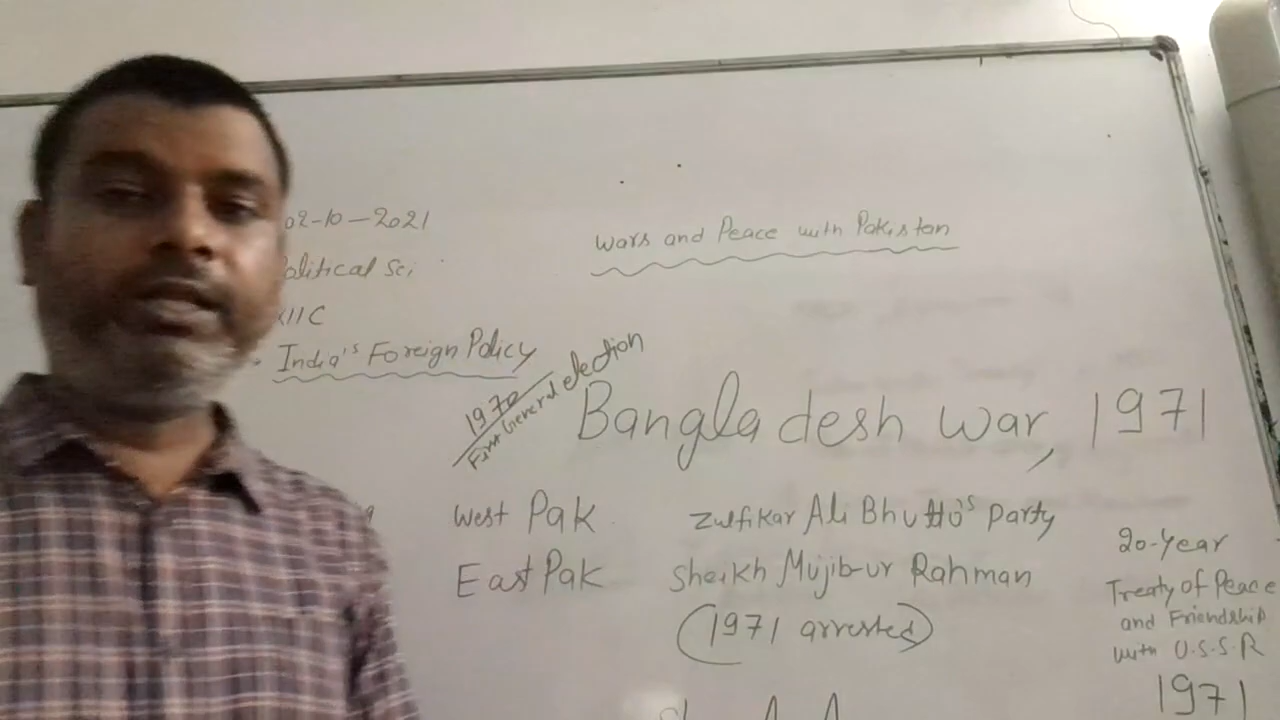 02-10-2021
olitical Sci
XII C
India's Foreign Policy
Wars and Peace with Pakistan
1970
First General election
Bangladesh war, 1971
West Pak Zulfikar Ali Bhutto's Party
East Pak Sheikh Mujib-ur Rahman
(1971 arrested)
20-Year
Treaty of Peace
and Friendship
with U.S.S.R
1971